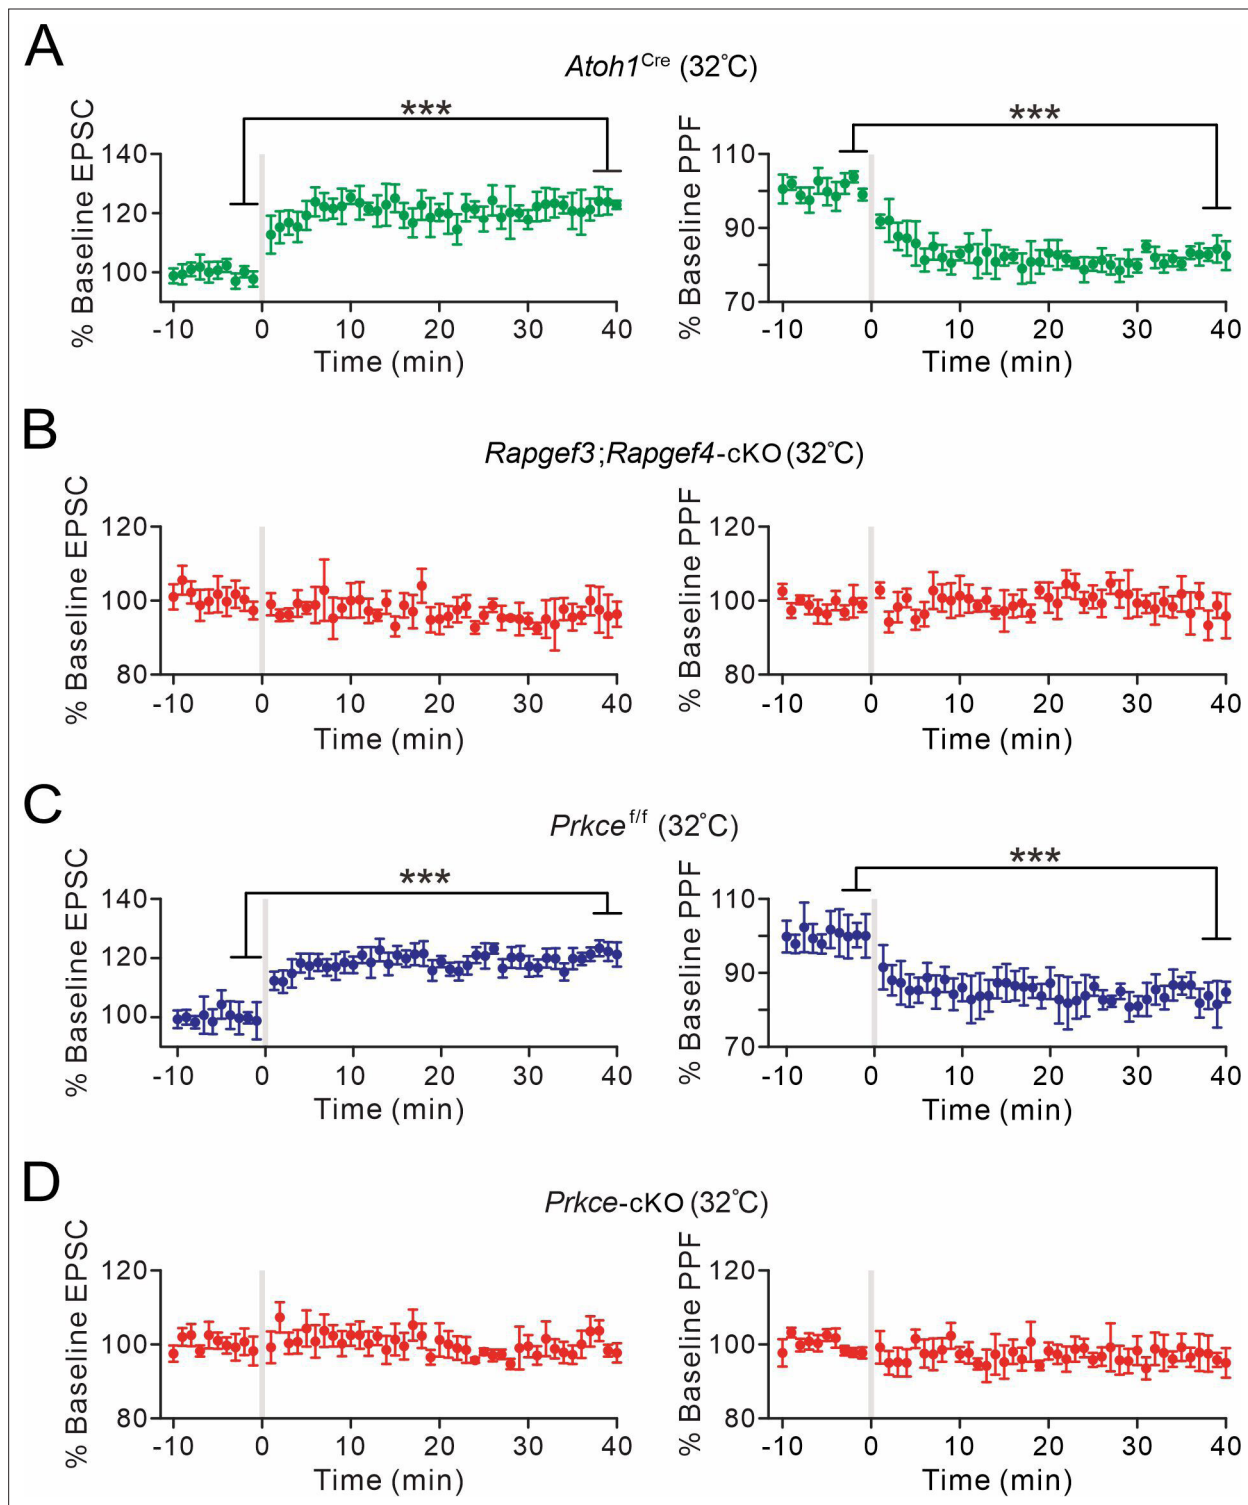 A
Atoh1Cre (32°C)
***
% Baseline EPSC
140
120
100
-10 0 10 20 30 40
Time (min)
***
% Baseline PPF
110
90
70
-10 0 10 20 30 40
Time (min)
B
Rapgef3;Rapgef4-cKO (32°C)
% Baseline EPSC
120
100
80
-10 0 10 20 30 40
Time (min)
% Baseline PPF
120
100
80
-10 0 10 20 30 40
Time (min)
C
Prkce f/f (32°C)
***
% Baseline EPSC
140
120
100
-10 0 10 20 30 40
Time (min)
***
% Baseline PPF
110
90
70
-10 0 10 20 30 40
Time (min)
D
Prkce-cKO (32°C)
% Baseline EPSC
120
100
80
-10 0 10 20 30 40
Time (min)
% Baseline PPF
120
100
80
-10 0 10 20 30 40
Time (min)